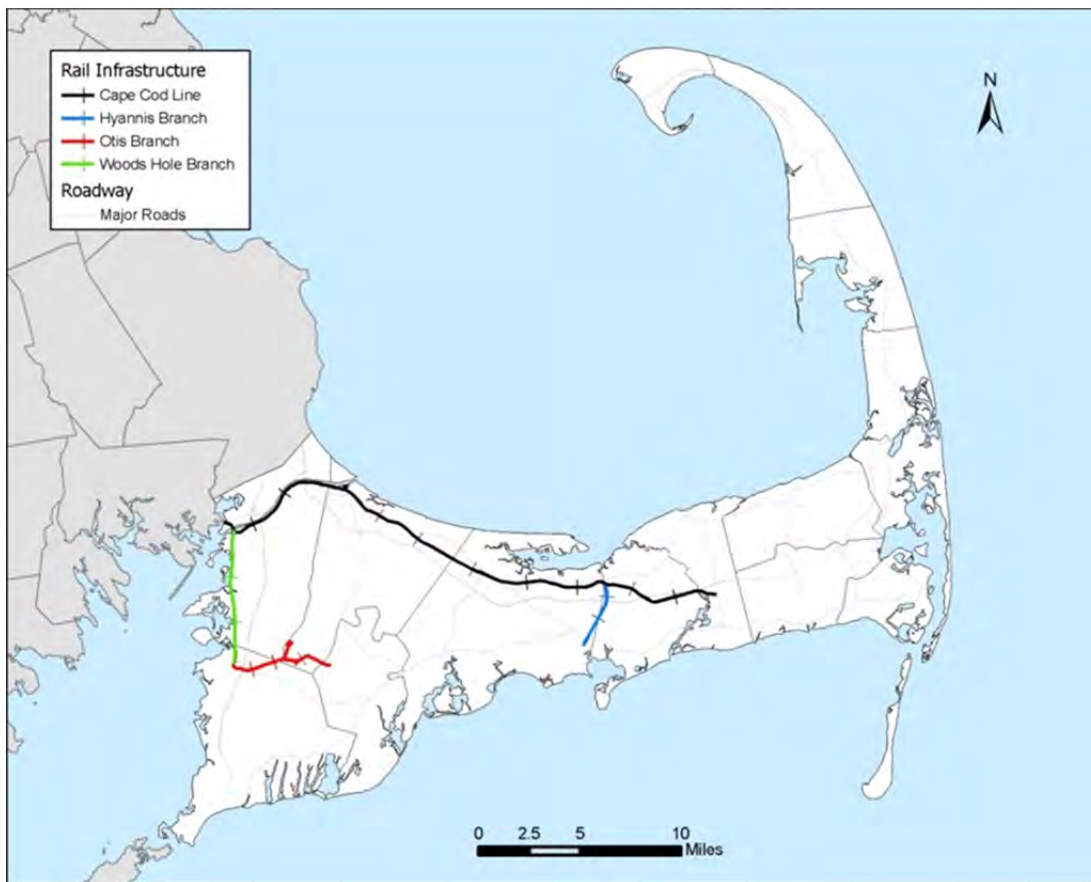 Rail Infrastructure
Cape Cod Line
Hyannis Branch
Otis Branch
Woods Hole Branch
Roadway
Major Roads
N
0 2.5 5 10
Miles